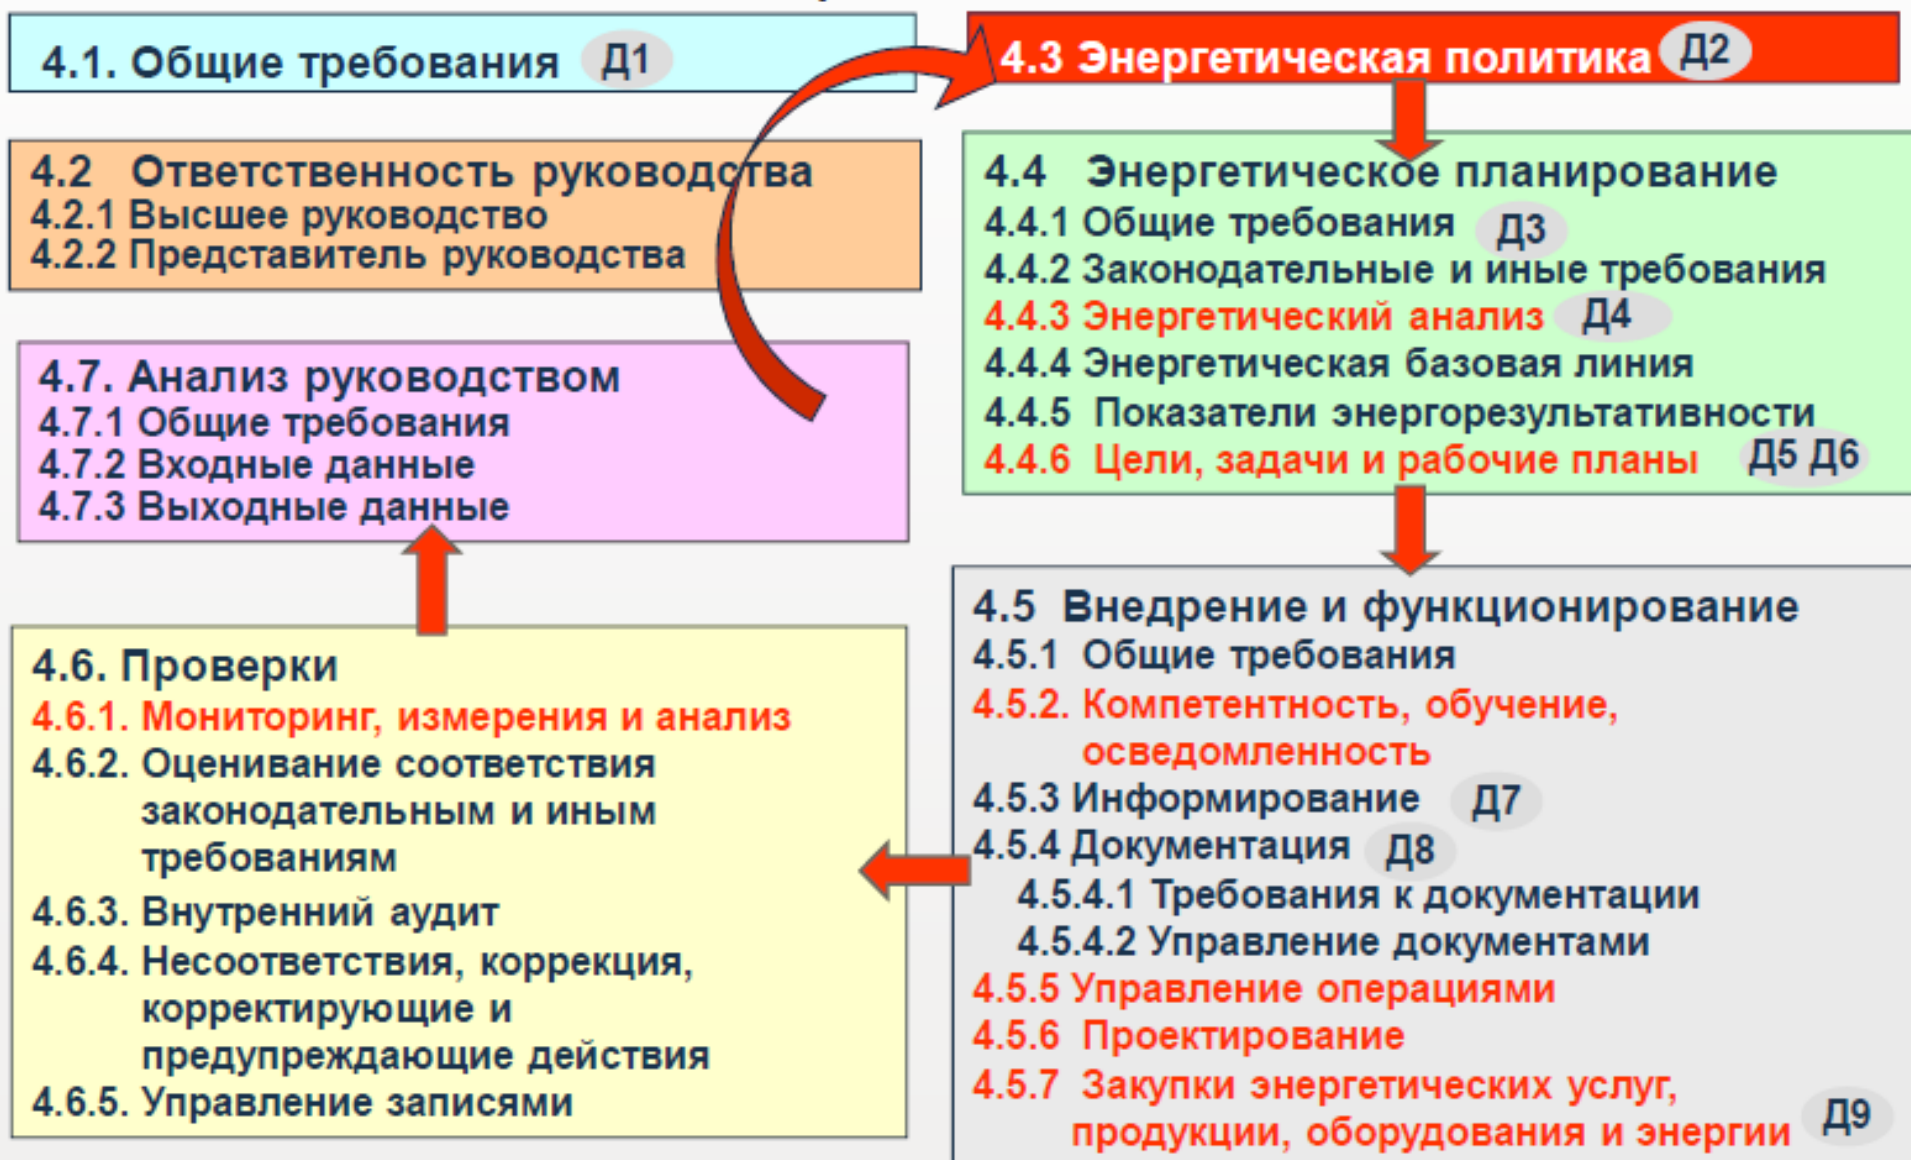 4.1. Общие требования Д1
4.2 Ответственность руководства
4.2.1 Высшее руководство
4.2.2 Представитель руководства
4.7. Анализ руководством
4.7.1 Общие требования
4.7.2 Входные данные
4.7.3 Выходные данные
4.6. Проверки
4.6.1. Мониторинг, измерения и анализ
4.6.2. Оценивание соответствия
законодательным и иным
требованиям
4.6.3. Внутренний аудит
4.6.4. Несоответствия, коррекция,
корректирующие и
предупреждающие действия
4.6.5. Управление записями
4.3 Энергетическая политика Д2
4.4 Энергетическое планирование
4.4.1 Общие требования Д3
4.4.2 Законодательные и иные требования
4.4.3 Энергетический анализ Д4
4.4.4 Энергетическая базовая линия
4.4.5 Показатели энергорезультативности
4.4.6 Цели, задачи и рабочие планы Д5 Д6
4.5 Внедрение и функционирование
4.5.1 Общие требования
4.5.2. Компетентность, обучение,
осведомленность
4.5.3 Информирование Д7
4.5.4 Документация Д8
4.5.4.1 Требования к документации
4.5.4.2 Управление документами
4.5.5 Управление операциями
4.5.6 Проектирование
4.5.7 Закупки энергетических услуг,
продукции, оборудования и энергии Д9